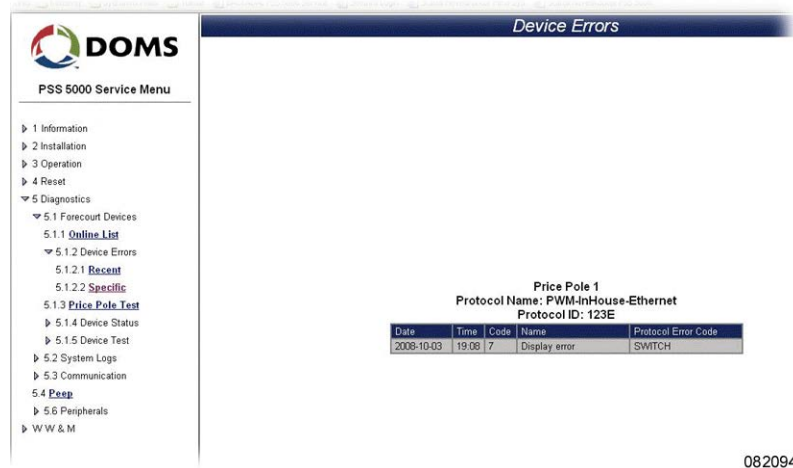 Device Errors
DOMS
PSS 5000 Service Menu
1 Information
2 Installation
3 Operation
4 Reset
5 Diagnostics
5.1 Forecourt Devices
5.1.1 Online List
5.1.2 Device Errors
5.1.2.1 Recent
5.1.2.2 Specific
5.1.3 Price Pole Test
5.1.4 Device Status
5.1.5 Device Test
5.2 System Logs
5.3 Communication
5.4 Peep
5.6 Peripherals
W W & M
Price Pole 1
Protocol Name: PWM-InHouse-Ethernet
Protocol ID: 123E
Date Time Code Name Protocol Error Code
2008-10-03 19:08 7 Display error SWITCH
082094